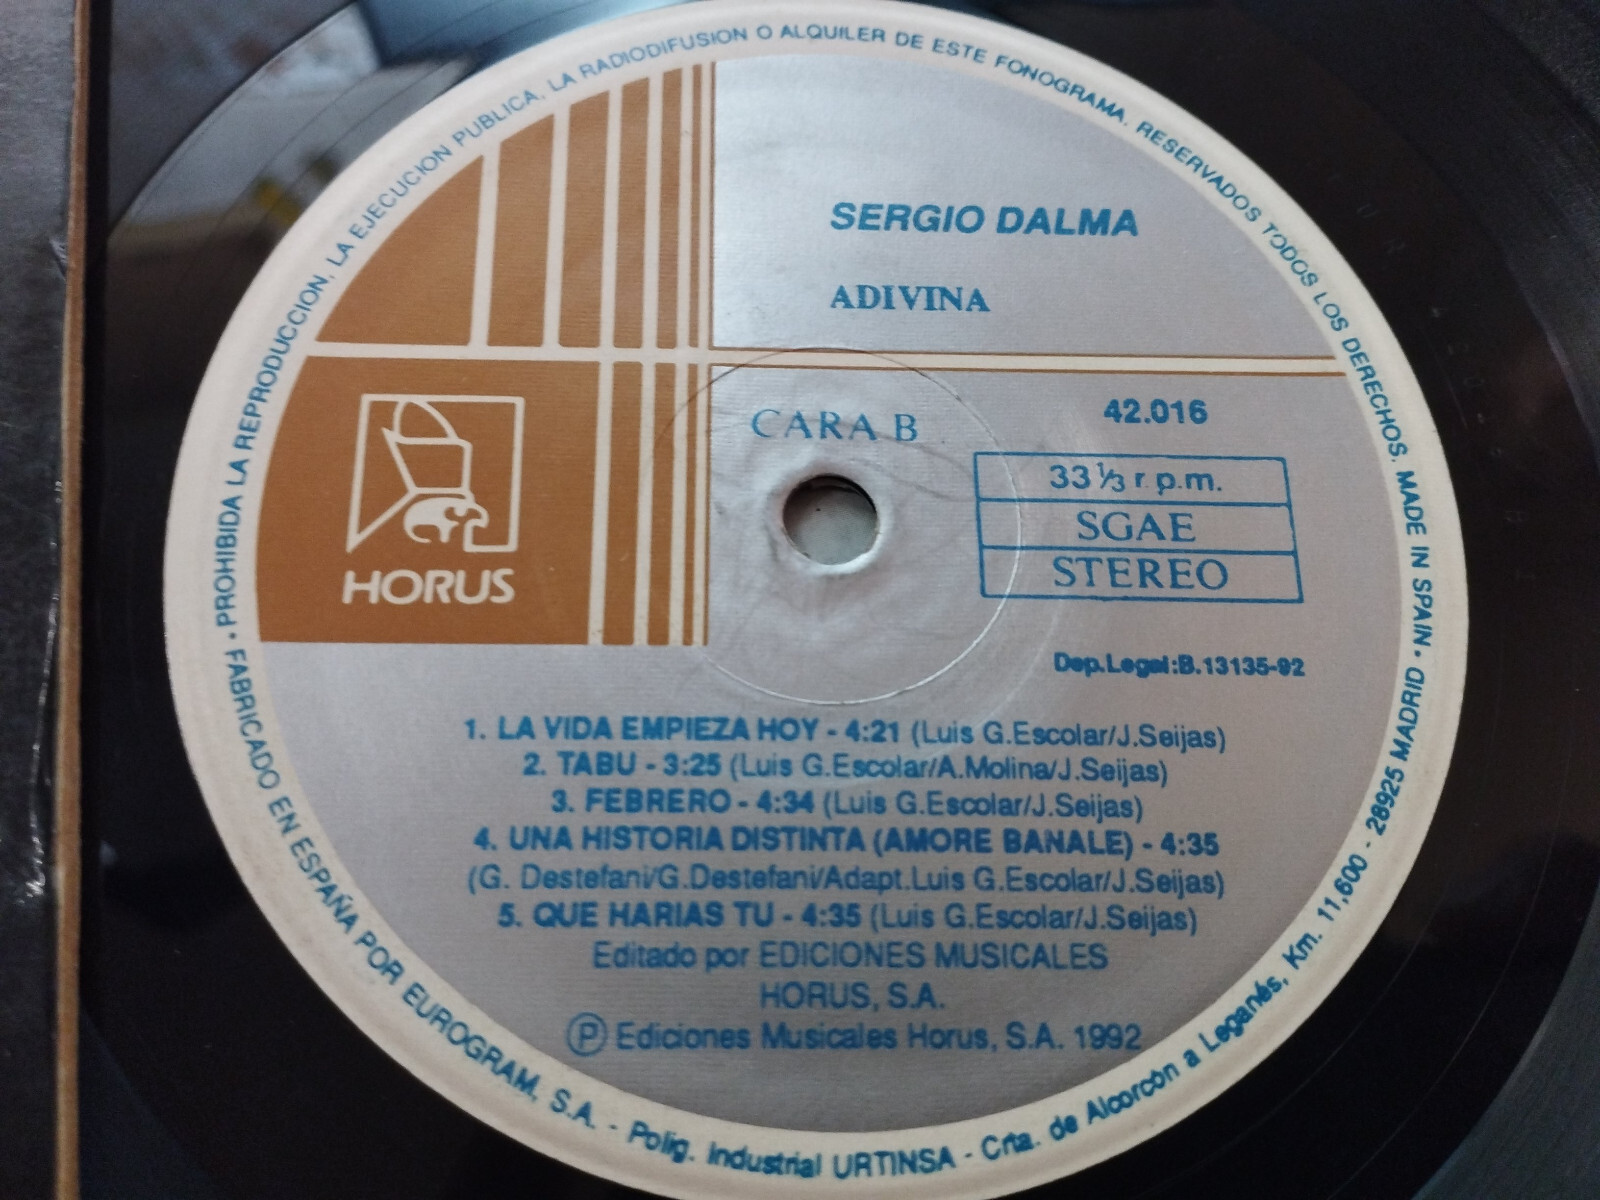 PROHIBIDA LA REPRODUCCION, LA EJECUCION PUBLICA, LA RADIODIFUSION O ALQUILER DE ESTE FONOGRAMA. RESERVADOS TODOS LOS DERECHOS. MADE IN SPAIN •
SERGIO DALMA
ADIVINA
HORUS
CARA B
42.016
33 1/3 r.p.m.
SGAE
STEREO
Dep.Legal:B.13135-92
1. LA VIDA EMPIEZA HOY - 4:21 (Luis G.Escolar/J.Seijas)
2. TABU - 3:25 (Luis G.Escolar/A.Molina/J.Seijas)
3. FEBRERO - 4:34 (Luis G.Escolar/J.Seijas)
4. UNA HISTORIA DISTINTA (AMORE BANALE) - 4:35
(G. Destefani/G.Destefani/Adapt.Luis G.Escolar/J.Seijas)
5. QUE HARIAS TU - 4:35 (Luis G.Escolar/J.Seijas)
Editado por EDICIONES MUSICALES
HORUS, S.A.
Ⓟ Ediciones Musicales Horus, S.A. 1992
• FABRICADO EN ESPAÑA POR EUROGRAM, S.A. - Polig. Industrial URTINSA - Crta. de Alcorcón a Leganés, Km. 11,600 - 28925 MADRID